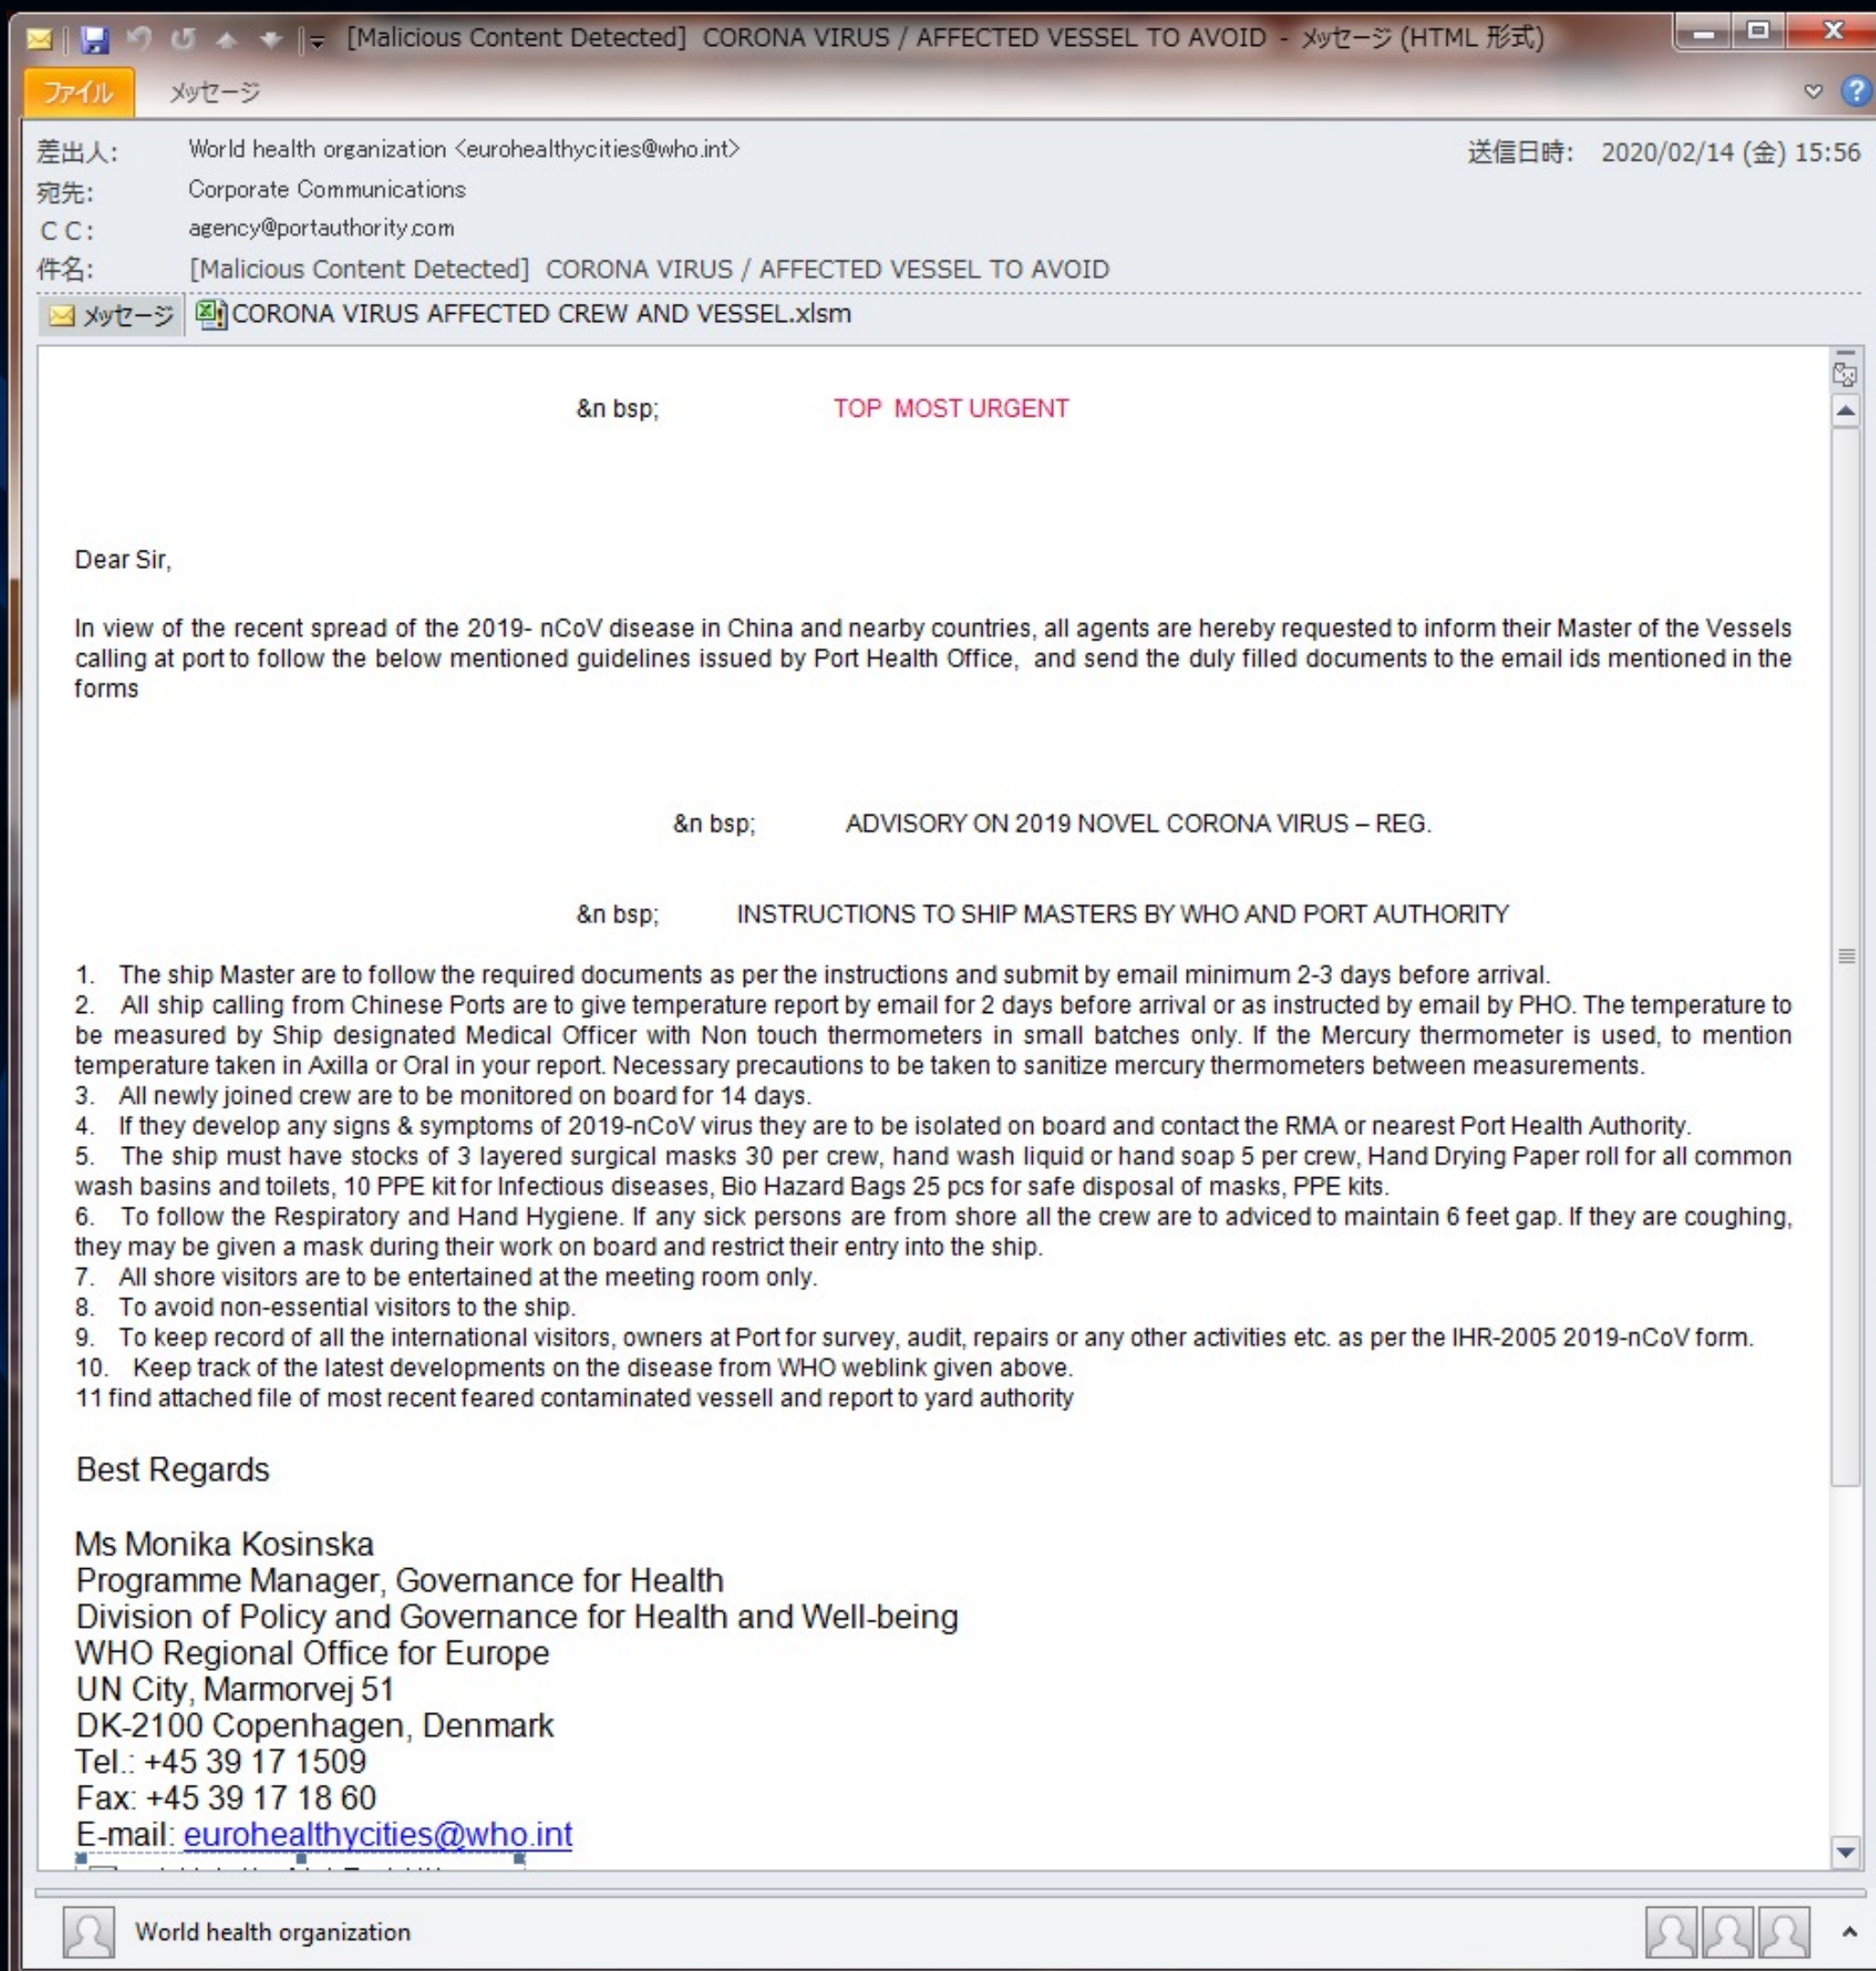 [Malicious Content Detected] CORONA VIRUS / AFFECTED VESSEL TO AVOID - メッセージ (HTML 形式)
ファイル メッセージ
差出人: World health organization <eurohealthycities@who.int> 送信日時: 2020/02/14 (金) 15:56
宛先: Corporate Communications
CC: agency@portauthority.com
件名: [Malicious Content Detected] CORONA VIRUS / AFFECTED VESSEL TO AVOID
メッセージ CORONA VIRUS AFFECTED CREW AND VESSEL.xlsm
&n bsp; TOP MOST URGENT
Dear Sir,
In view of the recent spread of the 2019- nCoV disease in China and nearby countries, all agents are hereby requested to inform their Master of the Vessels
calling at port to follow the below mentioned guidelines issued by Port Health Office, and send the duly filled documents to the email ids mentioned in the
forms
&n bsp; ADVISORY ON 2019 NOVEL CORONA VIRUS – REG.
&n bsp; INSTRUCTIONS TO SHIP MASTERS BY WHO AND PORT AUTHORITY
1. The ship Master are to follow the required documents as per the instructions and submit by email minimum 2-3 days before arrival.
2. All ship calling from Chinese Ports are to give temperature report by email for 2 days before arrival or as instructed by email by PHO. The temperature to
be measured by Ship designated Medical Officer with Non touch thermometers in small batches only. If the Mercury thermometer is used, to mention
temperature taken in Axilla or Oral in your report. Necessary precautions to be taken to sanitize mercury thermometers between measurements.
3. All newly joined crew are to be monitored on board for 14 days.
4. If they develop any signs & symptoms of 2019-nCoV virus they are to be isolated on board and contact the RMA or nearest Port Health Authority.
5. The ship must have stocks of 3 layered surgical masks 30 per crew, hand wash liquid or hand soap 5 per crew, Hand Drying Paper roll for all common
wash basins and toilets, 10 PPE kit for Infectious diseases, Bio Hazard Bags 25 pcs for safe disposal of masks, PPE kits.
6. To follow the Respiratory and Hand Hygiene. If any sick persons are from shore all the crew are to adviced to maintain 6 feet gap. If they are coughing,
they may be given a mask during their work on board and restrict their entry into the ship.
7. All shore visitors are to be entertained at the meeting room only.
8. To avoid non-essential visitors to the ship.
9. To keep record of all the international visitors, owners at Port for survey, audit, repairs or any other activities etc. as per the IHR-2005 2019-nCoV form.
10. Keep track of the latest developments on the disease from WHO weblink given above.
11 find attached file of most recent feared contaminated vessell and report to yard authority
Best Regards
Ms Monika Kosinska
Programme Manager, Governance for Health
Division of Policy and Governance for Health and Well-being
WHO Regional Office for Europe
UN City, Marmorvej 51
DK-2100 Copenhagen, Denmark
Tel.: +45 39 17 1509
Fax: +45 39 17 18 60
E-mail: eurohealthycities@who.int
World health organization